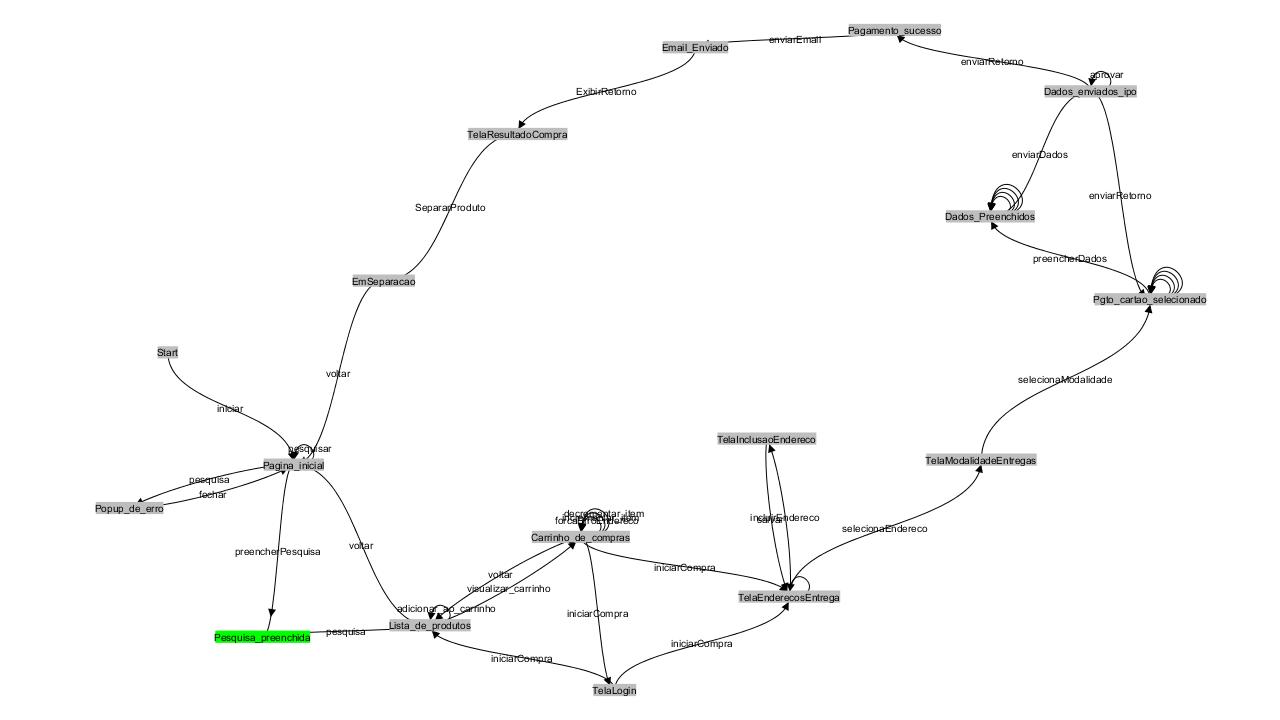 Pagamento_sucesso
enviarEmail
Email_Enviado
enviarRetorno
aprovar
Dados_enviados_ipo
ExibirRetorno
TelaResultadoCompra
enviarDados
enviarRetorno
SepararProduto
Dados_Preenchidos
preencherDados
EmSeparacao
Pgto_cartao_selecionado
Start
voltar
selecionaModalidade
iniciar
TelaInclusaoEndereco
pesquisar
Pagina_inicial
TelaModalidadeEntregas
pesquisa
fechar
Popup_de_erro
decrementar_item
forcaErroEndereco
incluirEndereco
salvar
selecionaEndereco
Carrinho_de_compras
voltar
preencherPesquisa
iniciarCompra
voltar
visualizar_carrinho
TelaEnderecosEntrega
adicionar_ao_carrinho
iniciarCompra
Lista_de_produtos
pesquisa
Pesquisa_preenchida
iniciarCompra
iniciarCompra
TelaLogin